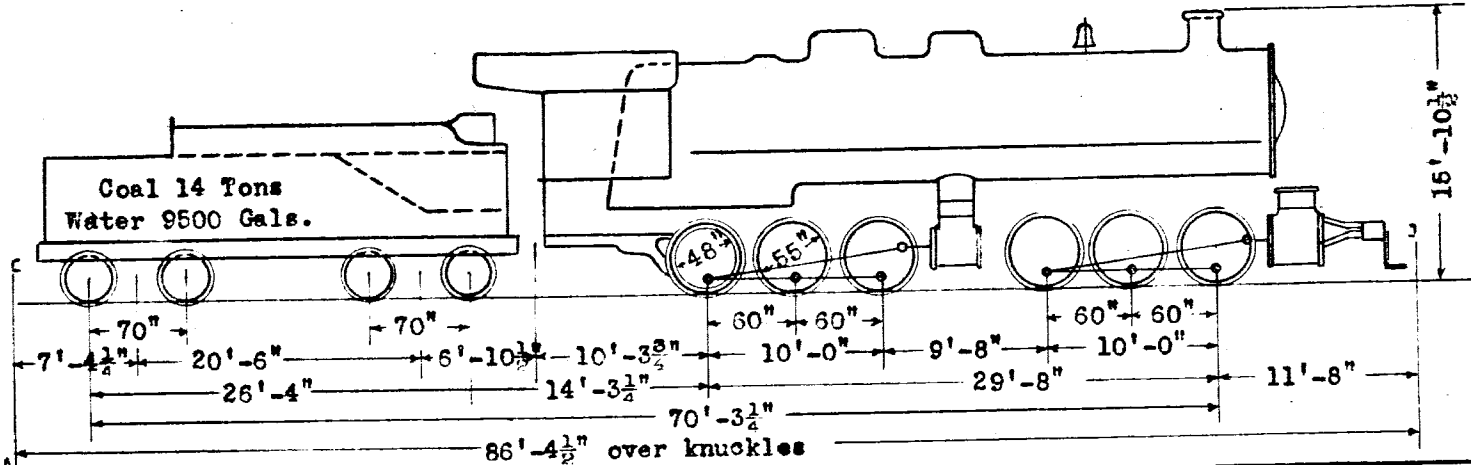 Coal 14 Tons
Water 9500 Gals.
15'-10½"
48"
55"
70" 70" 60" 60" 60" 60"
7'-4¼" 20'-6" 6'-10½" 10'-3¾" 10'-0" 9'-8" 10'-0"
26'-4" 14'-3¼" 29'-8" 11'-8"
70'-3¼"
86'-4½" over knuckles